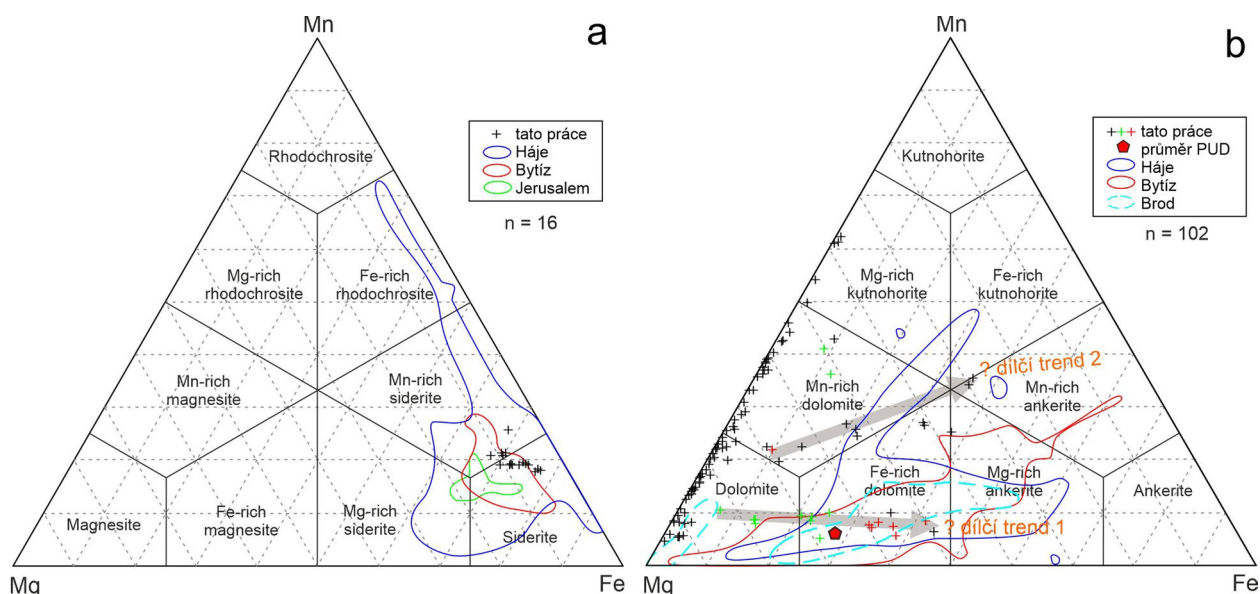 Mn
a
+ tato práce
Háje
Bytíz
Jerusalem
n = 16
Rhodochrosite
Mg-rich
rhodochrosite
Fe-rich
rhodochrosite
Mn-rich
magnesite
Mn-rich
siderite
Magnesite
Fe-rich
magnesite
Mg-rich
siderite
Siderite
Mg
Fe
Mn
b
+++ tato práce
průměr PUD
Háje
Bytíz
Brod
n = 102
Kutnohorite
Mg-rich
kutnohorite
Fe-rich
kutnohorite
? dílčí trend 2
Mn-rich
dolomite
Mn-rich
ankerite
Dolomite
Fe-rich
dolomite
Mg-rich
ankerite
Ankerite
? dílčí trend 1
Mg
Fe